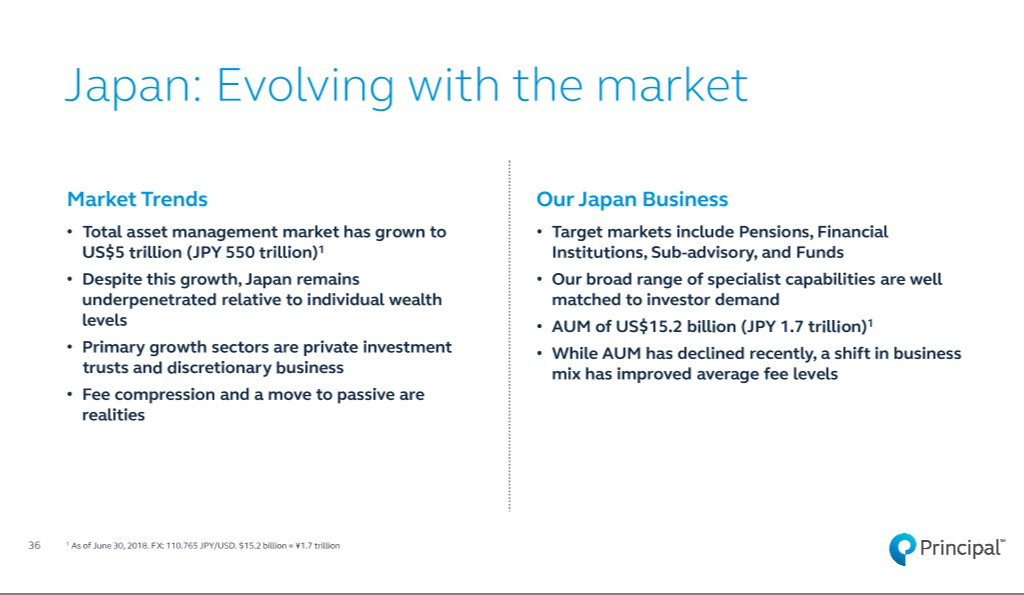 Japan: Evolving with the market
Market Trends
• Total asset management market has grown to
US$5 trillion (JPY 550 trillion)¹
• Despite this growth, Japan remains
underpenetrated relative to individual wealth
levels
• Primary growth sectors are private investment
trusts and discretionary business
• Fee compression and a move to passive are
realities
Our Japan Business
• Target markets include Pensions, Financial
Institutions, Sub-advisory, and Funds
• Our broad range of specialist capabilities are well
matched to investor demand
• AUM of US$15.2 billion (JPY 1.7 trillion)¹
• While AUM has declined recently, a shift in business
mix has improved average fee levels
36
¹ As of June 30, 2018. FX: 110.765 JPY/USD. $15.2 billion = ¥1.7 trillion
Principal℠